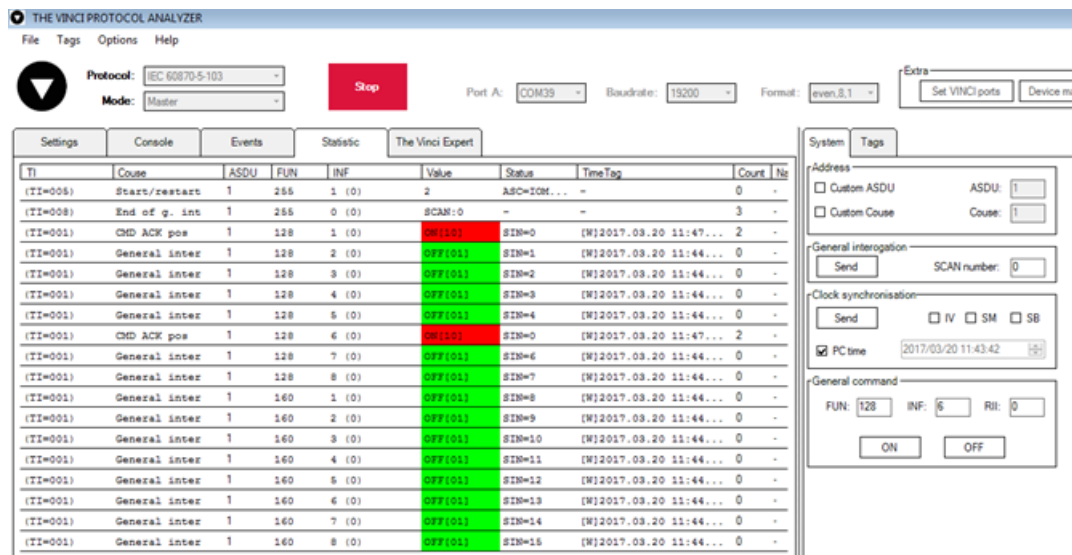 THE VINCI PROTOCOL ANALYZER
File Tags Options Help
Protocol: IEC 60870-5-103
Mode: Master
Stop
Port A: COM39 Baudrate: 19200 Format: even,8,1
Extra
Set VINCI ports Device ma
Settings Console Events Statistic The Vinci Expert
TI Couse ASDU FUN INF Value Status TimeTag Count Na
(TI=005) Start/restart 1 255 1 (0) 2 ASC=IOM... - 0 -
(TI=008) End of g. int 1 255 0 (0) SCAN:0 - - 3 -
(TI=001) CMD ACK pos 1 128 1 (0) ON[10] SIN=0 [W]2017.03.20 11:47... 2 -
(TI=001) General inter 1 128 2 (0) OFF[01] SIN=1 [W]2017.03.20 11:44... 0 -
(TI=001) General inter 1 128 3 (0) OFF[01] SIN=2 [W]2017.03.20 11:44... 0 -
(TI=001) General inter 1 128 4 (0) OFF[01] SIN=3 [W]2017.03.20 11:44... 0 -
(TI=001) General inter 1 128 5 (0) OFF[01] SIN=4 [W]2017.03.20 11:44... 0 -
(TI=001) CMD ACK pos 1 128 6 (0) ON[10] SIN=0 [W]2017.03.20 11:47... 2 -
(TI=001) General inter 1 128 7 (0) OFF[01] SIN=6 [W]2017.03.20 11:44... 0 -
(TI=001) General inter 1 128 8 (0) OFF[01] SIN=7 [W]2017.03.20 11:44... 0 -
(TI=001) General inter 1 160 1 (0) OFF[01] SIN=8 [W]2017.03.20 11:44... 0 -
(TI=001) General inter 1 160 2 (0) OFF[01] SIN=9 [W]2017.03.20 11:44... 0 -
(TI=001) General inter 1 160 3 (0) OFF[01] SIN=10 [W]2017.03.20 11:44... 0 -
(TI=001) General inter 1 160 4 (0) OFF[01] SIN=11 [W]2017.03.20 11:44... 0 -
(TI=001) General inter 1 160 5 (0) OFF[01] SIN=12 [W]2017.03.20 11:44... 0 -
(TI=001) General inter 1 160 6 (0) OFF[01] SIN=13 [W]2017.03.20 11:44... 0 -
(TI=001) General inter 1 160 7 (0) OFF[01] SIN=14 [W]2017.03.20 11:44... 0 -
(TI=001) General inter 1 160 8 (0) OFF[01] SIN=15 [W]2017.03.20 11:44... 0 -
System Tags
Address
Custom ASDU ASDU: 1
Custom Couse Couse: 1
General interogation
Send SCAN number: 0
Clock synchronisation
Send IV SM SB
PC time 2017/03/20 11:43:42
General command
FUN: 128 INF: 6 RII: 0
ON OFF